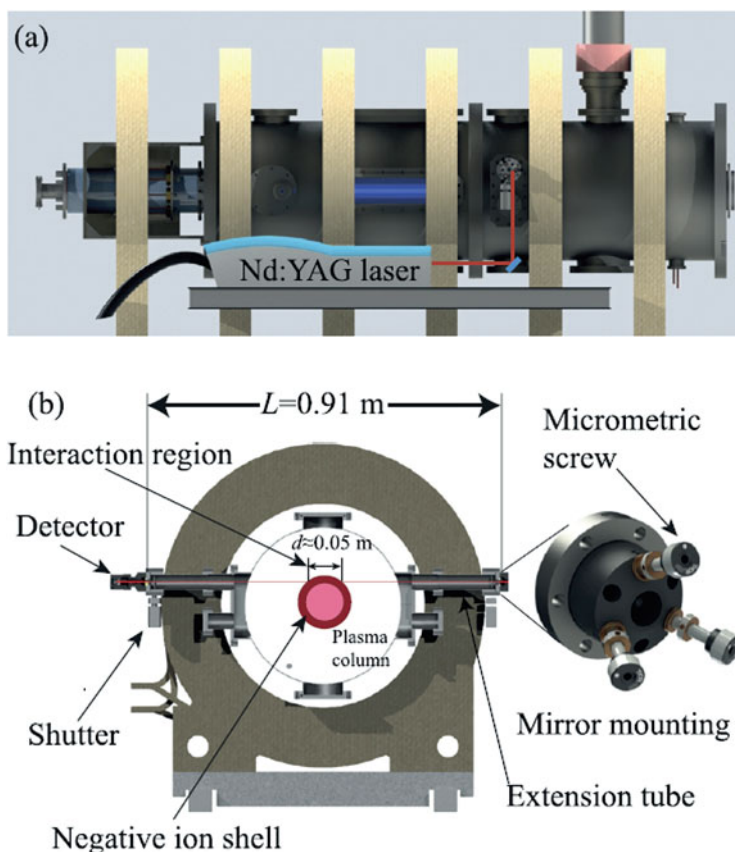 (a)
Nd:YAG laser
(b)
L=0.91 m
Interaction region
Micrometric
screw
Detector
d≈0.05 m
Plasma
column
Shutter
Mirror mounting
Extension tube
Negative ion shell